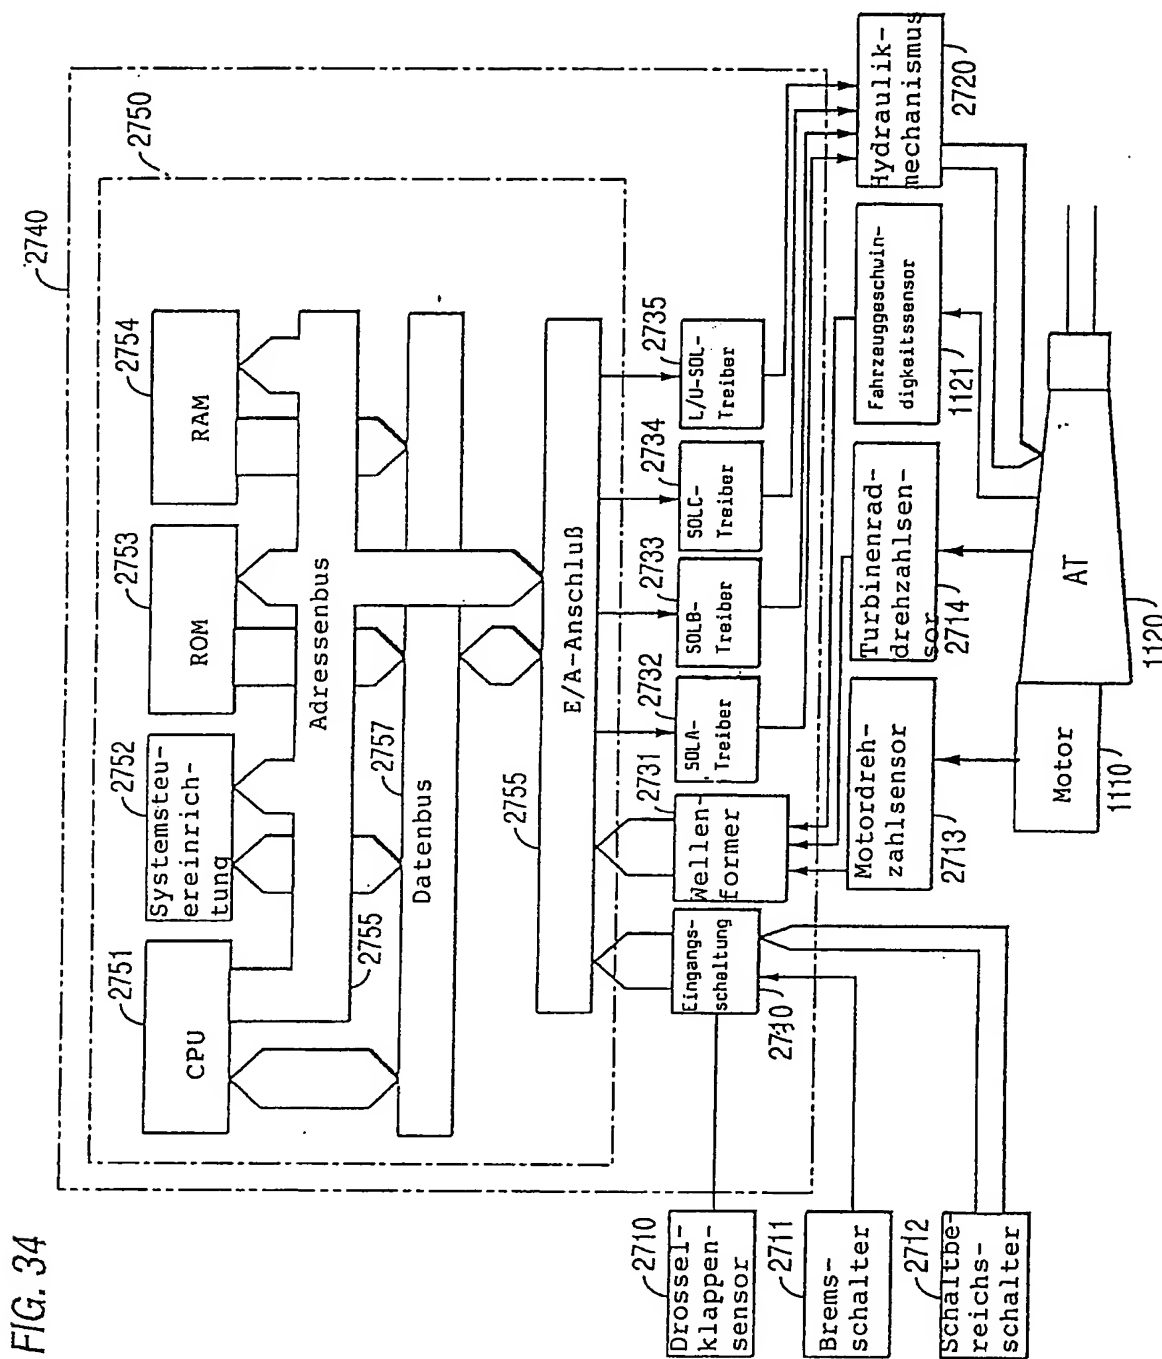 FIG. 34
2740
2750
2751
CPU
2752
Systemsteu-
ereinrich-
tung
2753
ROM
2754
RAM
Adressenbus
2755
2757
Datenbus
2755
E/A-Anschluß
Eingangs-
schaltung
2731
Wellen-
former
2732
SOLA-
Treiber
2733
SOLB-
Treiber
2734
SOLC-
Treiber
2735
L/U-SOL-
Treiber
2710
Drossel-
klappen-
sensor
2711
Brems-
schalter
2712
Schaltbe-
reichs-
schalter
Motordreh-
zahlsensor
2713
Turbinenrad-
drehzahlsen-
sor
2714
Fahrzeuggeschwin-
digkeitssensor
1121
Hydraulik-
mechanismus
2720
Motor
1110
AT
1120